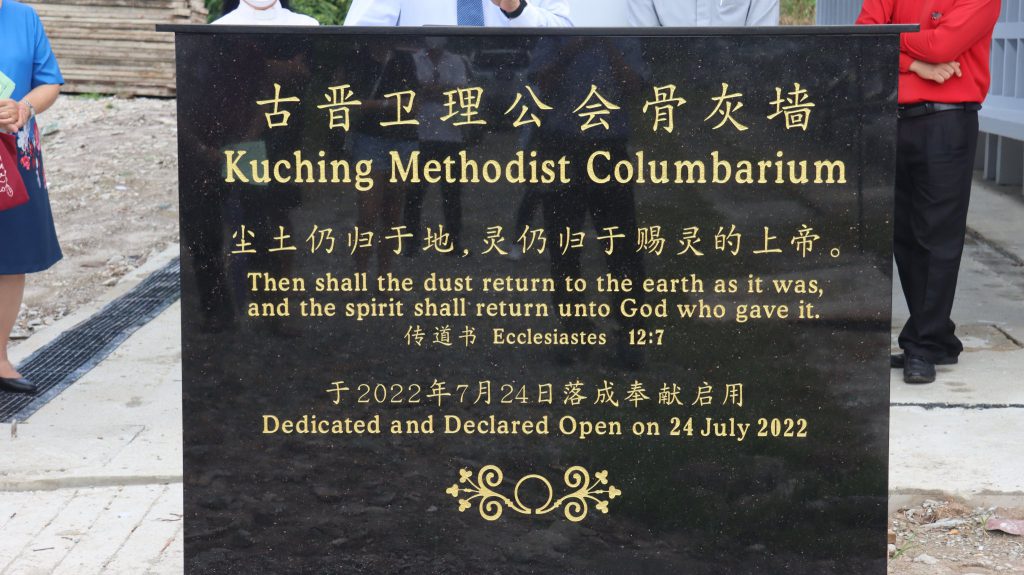 古晋卫理公会骨灰墙
Kuching Methodist Columbarium
尘土仍归于地,灵仍归于赐灵的上帝。
Then shall the dust return to the earth as it was,
and the spirit shall return unto God who gave it.
传道书 Ecclesiastes 12:7
于2022年7月24日落成奉献启用
Dedicated and Declared Open on 24 July 2022